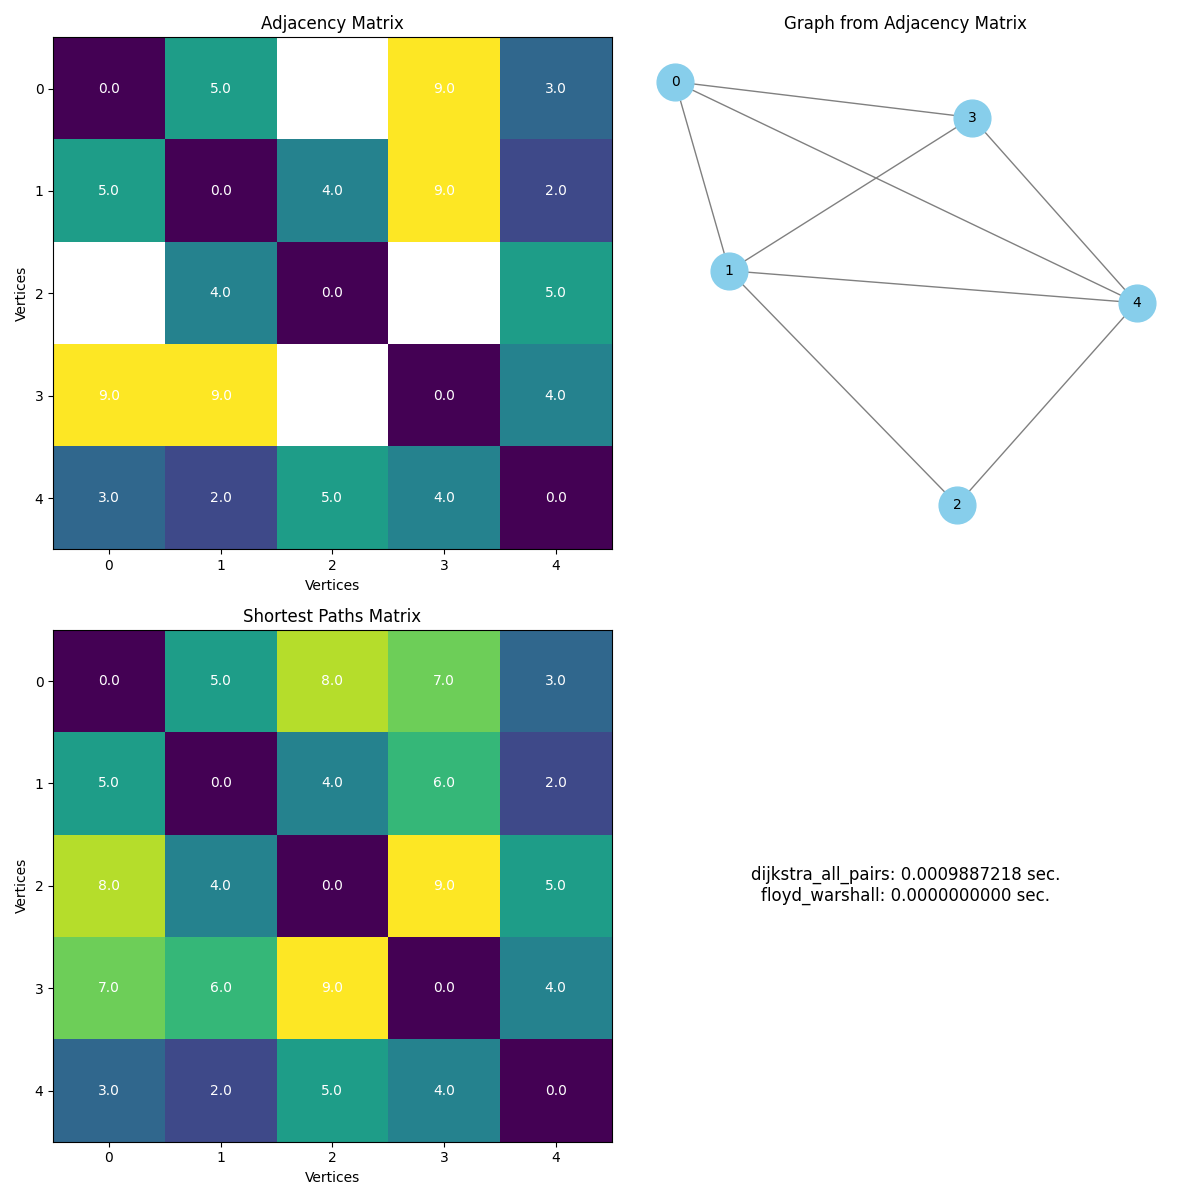 Adjacency Matrix
0 0.0 5.0 9.0 3.0
1 5.0 0.0 4.0 9.0 2.0
2 4.0 0.0 5.0
3 9.0 9.0 0.0 4.0
4 3.0 2.0 5.0 4.0 0.0
0 1 2 3 4
Vertices
Vertices
Graph from Adjacency Matrix
0
3
1
4
2
Shortest Paths Matrix
0 0.0 5.0 8.0 7.0 3.0
1 5.0 0.0 4.0 6.0 2.0
2 8.0 4.0 0.0 9.0 5.0
3 7.0 6.0 9.0 0.0 4.0
4 3.0 2.0 5.0 4.0 0.0
0 1 2 3 4
Vertices
Vertices
dijkstra_all_pairs: 0.0009887218 sec.
floyd_warshall: 0.0000000000 sec.